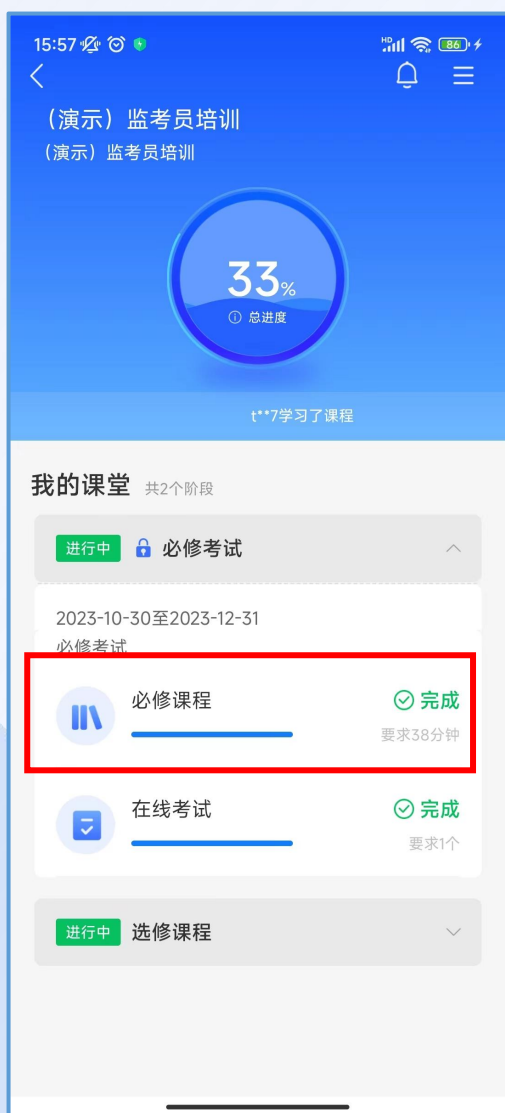 15:57
HD 86
（演示）监考员培训
（演示）监考员培训
33%
总进度
t**7学习了课程
我的课堂 共2个阶段
进行中 必修考试
2023-10-30至2023-12-31
必修考试
必修课程 完成
要求38分钟
在线考试 完成
要求1个
进行中 选修课程